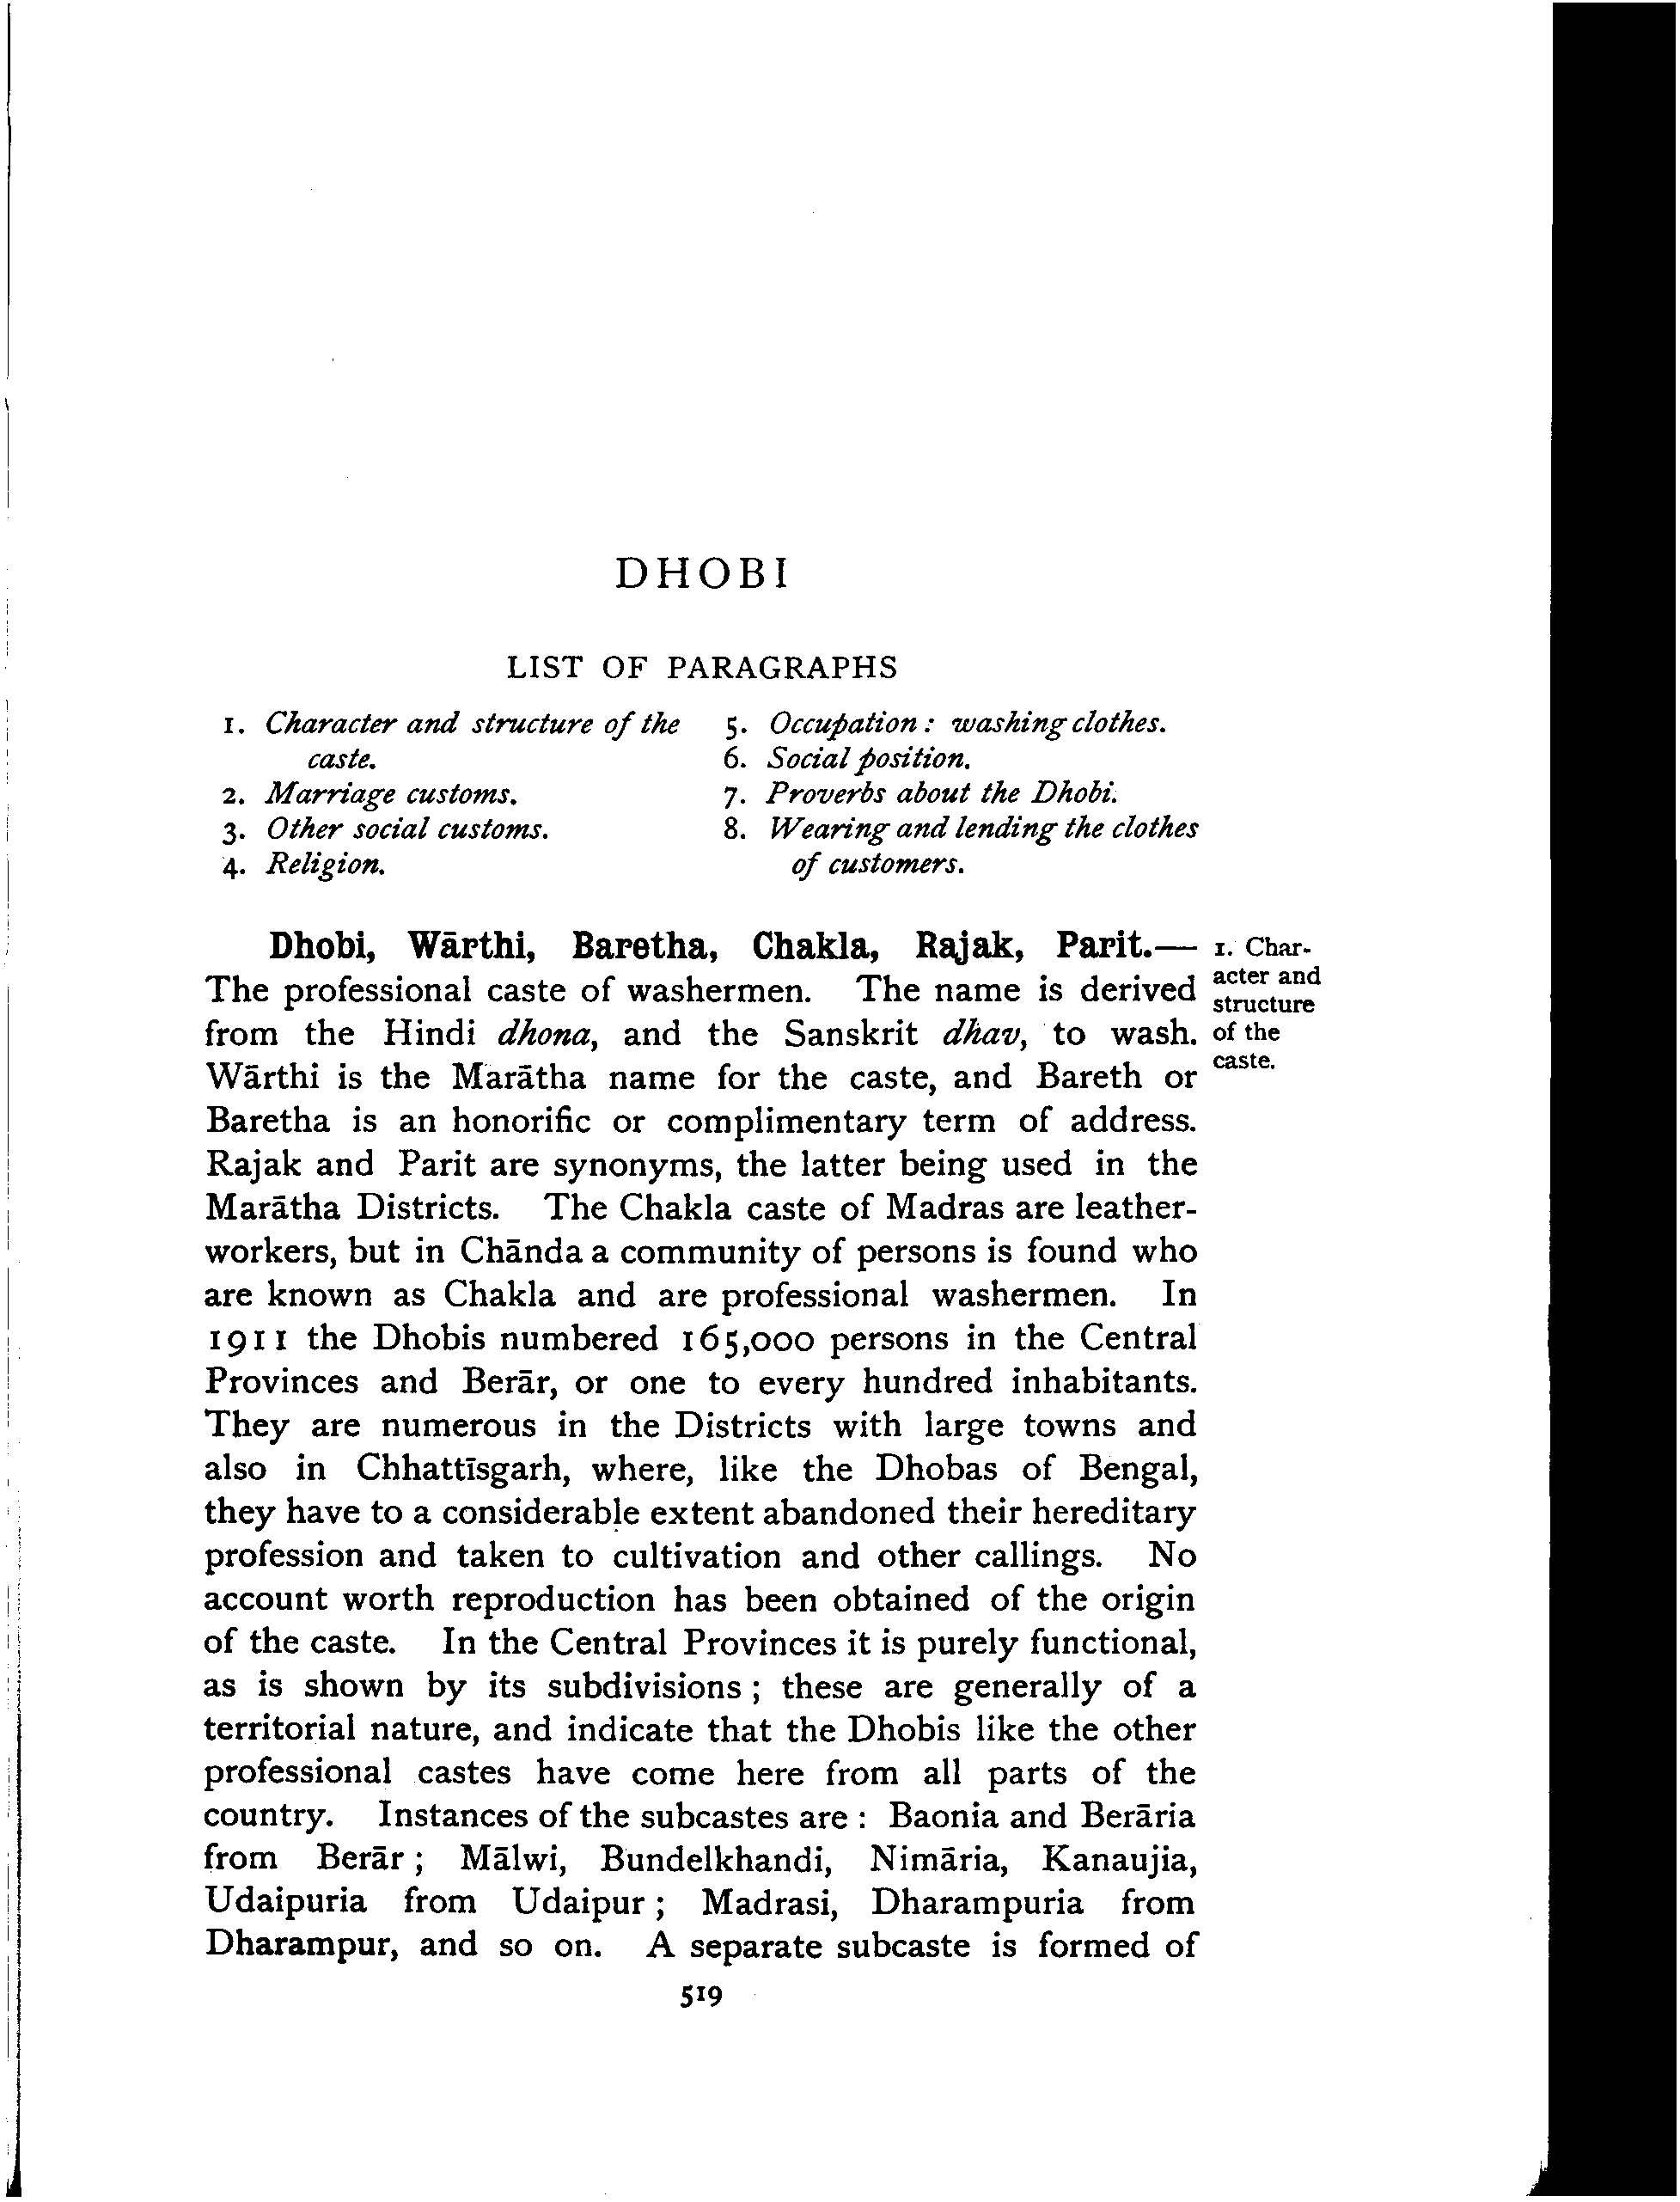 DHOBI
LIST OF PARAGRAPHS
1. Character and structure of the
caste.
2. Marriage customs.
3. Other social customs.
4. Religion.
5. Occupation : washing clothes.
6. Social position.
7. Proverbs about the Dhobi.
8. Wearing and lending the clothes
of customers.
Dhobi, Wārthi, Baretha, Chakla, Rajak, Parit.—
The professional caste of washermen. The name is derived
from the Hindi dhona, and the Sanskrit dhav, to wash.
Wārthi is the Marātha name for the caste, and Bareth or
Baretha is an honorific or complimentary term of address.
Rajak and Parit are synonyms, the latter being used in the
Marātha Districts. The Chakla caste of Madras are leather-
workers, but in Chānda a community of persons is found who
are known as Chakla and are professional washermen. In
1911 the Dhobis numbered 165,000 persons in the Central
Provinces and Berār, or one to every hundred inhabitants.
They are numerous in the Districts with large towns and
also in Chhattīsgarh, where, like the Dhobas of Bengal,
they have to a considerable extent abandoned their hereditary
profession and taken to cultivation and other callings. No
account worth reproduction has been obtained of the origin
of the caste. In the Central Provinces it is purely functional,
as is shown by its subdivisions ; these are generally of a
territorial nature, and indicate that the Dhobis like the other
professional castes have come here from all parts of the
country. Instances of the subcastes are : Baonia and Berāria
from Berār ; Mālwi, Bundelkhandi, Nimāria, Kanaujia,
Udaipuria from Udaipur ; Madrasi, Dharampuria from
Dharampur, and so on. A separate subcaste is formed of
1. Char-
acter and
structure
of the
caste.
519